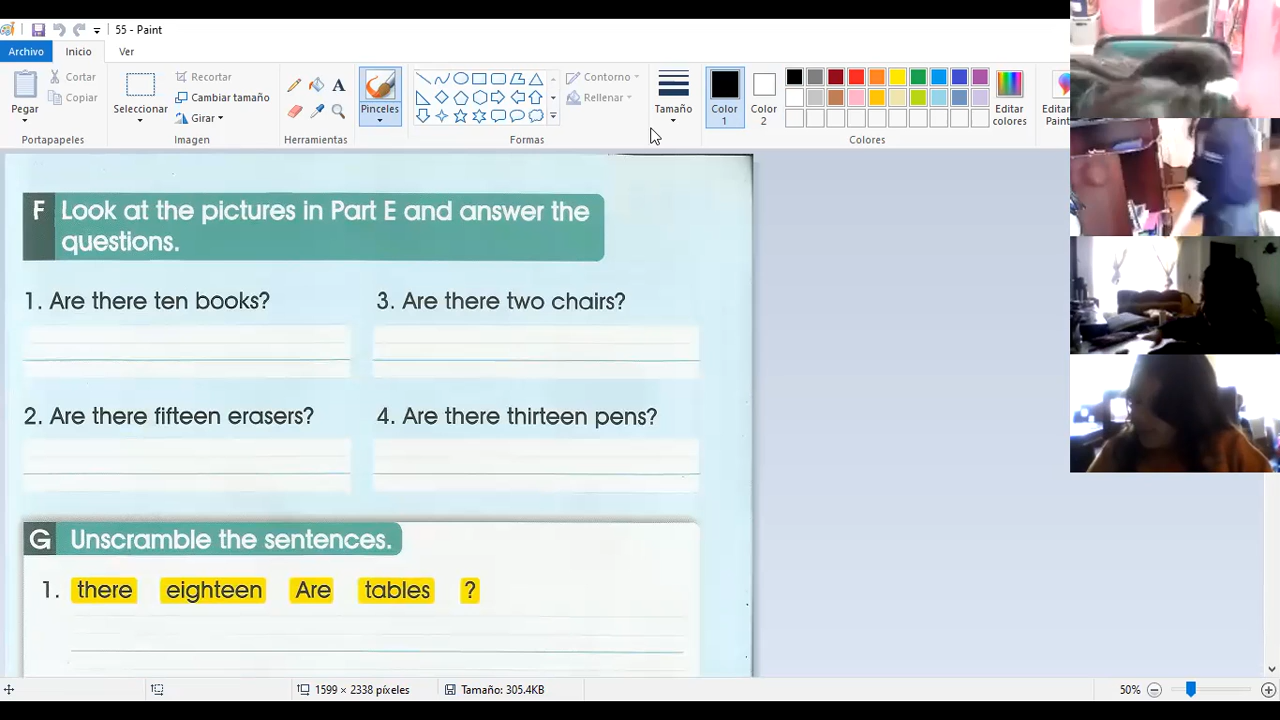 55 - Paint
Archivo Inicio Ver
Pegar
Cortar
Copiar
Portapapeles
Seleccionar
Recortar
Cambiar tamaño
Girar
Imagen
A
Herramientas
Pinceles
Contorno
Rellenar
Formas
Tamaño
Color 1
Color 2
Editar colores
Colores
Editar
F Look at the pictures in Part E and answer the
questions.
1. Are there ten books?
3. Are there two chairs?
2. Are there fifteen erasers?
4. Are there thirteen pens?
G Unscramble the sentences.
1. there eighteen Are tables ?
1599 × 2338 píxeles
Tamaño: 305.4KB
50%